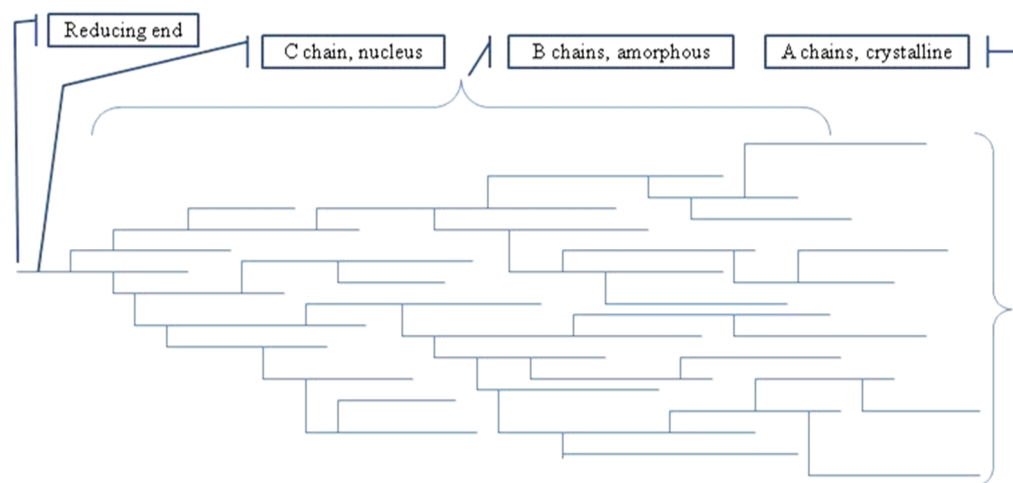 Reducing end
C chain, nucleus
B chains, amorphous
A chains, crystalline